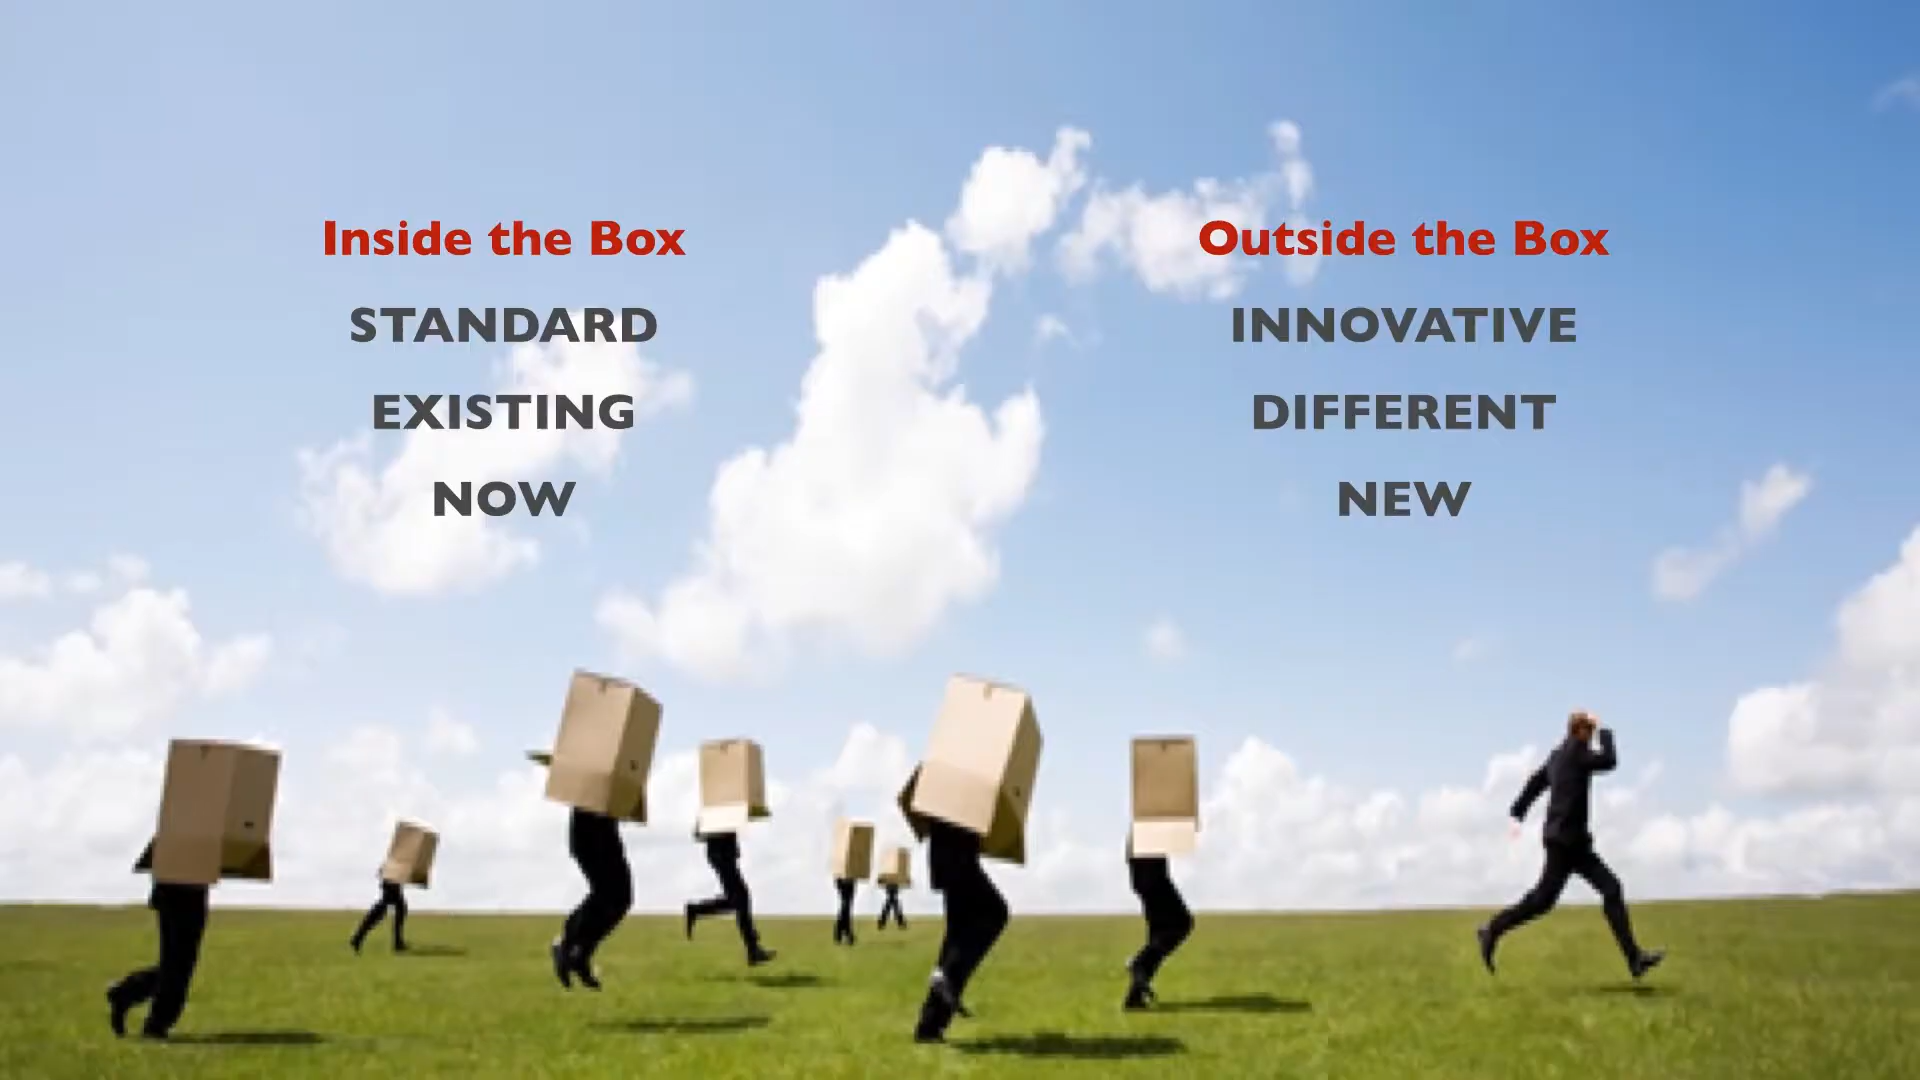 Inside the Box
STANDARD
EXISTING
NOW
Outside the Box
INNOVATIVE
DIFFERENT
NEW